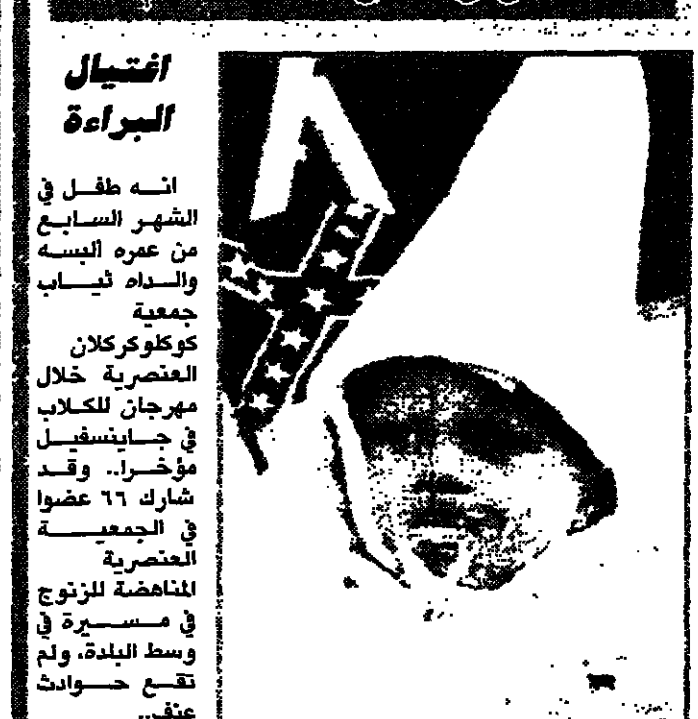 اغتيال
البراءة
انه طفل في
الشهر السابع
من عمره ألبسه
والداه ثياب
جمعية
كوكلوكركلان
العنصرية خلال
مهرجان للكلاب
في جاينسفيل
مؤخرا.. وقد
شارك ٦٦ عضوا
في الجمعية
العنصرية
المناهضة للزنوج
في مسيرة في
وسط البلدة، ولم
تقع حوادث
عنف..